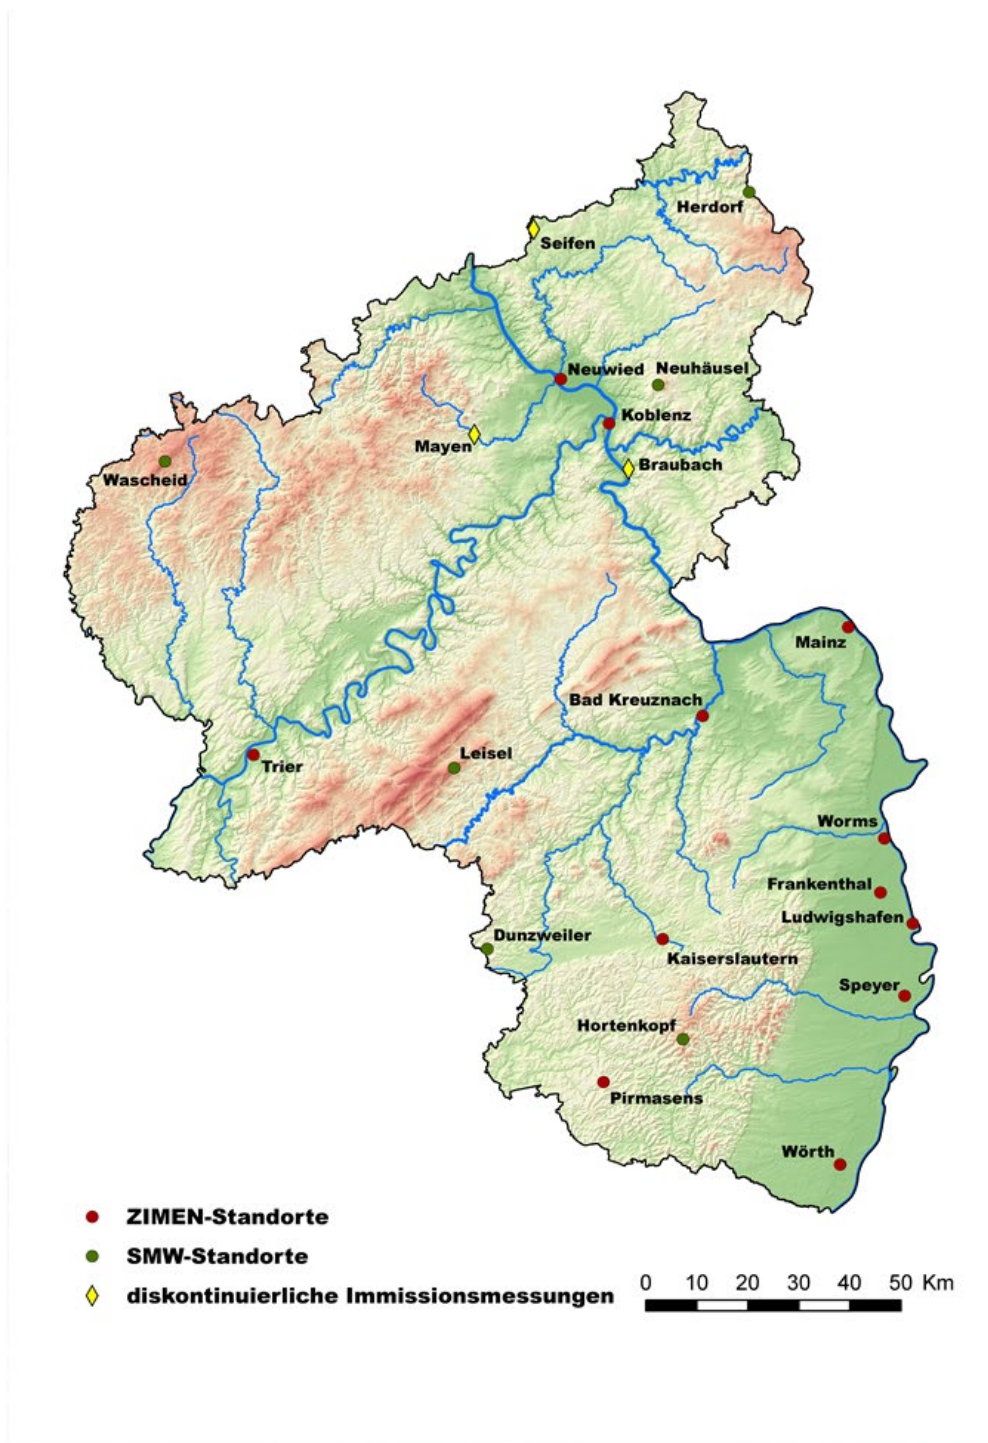 Herdorf
Seifen
Neuwied
Neuhäusel
Koblenz
Mayen
Braubach
Wascheid
Mainz
Bad Kreuznach
Leisel
Trier
Worms
Frankenthal
Ludwigshafen
Dunzweiler
Kaiserslautern
Speyer
Hortenkopf
Pirmasens
Wörth
ZIMEN-Standorte
SMW-Standorte
diskontinuierliche Immissionsmessungen
0 10 20 30 40 50 Km